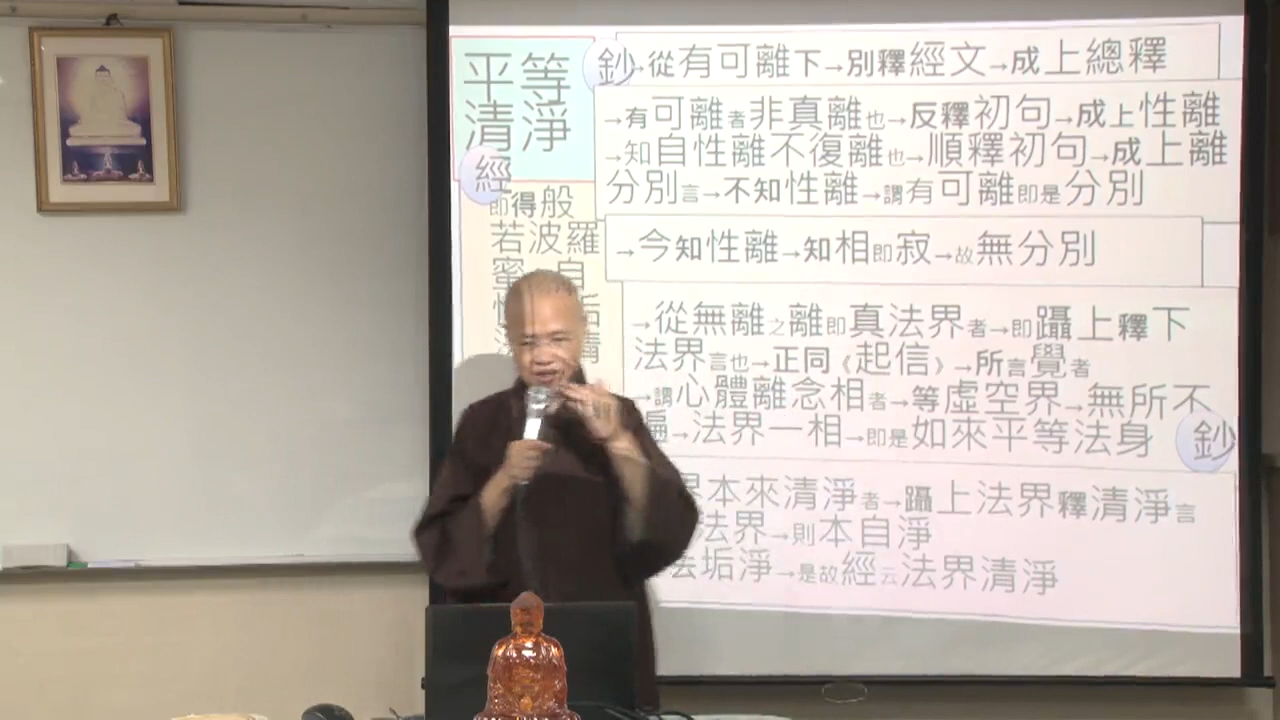 平等
清淨
經
即得般
若波羅
蜜 自
垢
清
鈔
→從有可離下→別釋經文→成上總釋
→有可離者非真離也→反釋初句→成上性離
→知自性離不復離也→順釋初句→成上離
分別言→不知性離→謂有可離即是分別
→今知性離→知相即寂→故無分別
→從無離之離即真法界者→即躡上釋下
法界言也→正同《起信》→所言覺者
→謂心體離念相者→等虛空界→無所不
遍→法界一相→即是如來平等法身
鈔
本來清淨者→躡上法界釋清淨言
法界→則本自淨
垢淨→是故經云法界清淨